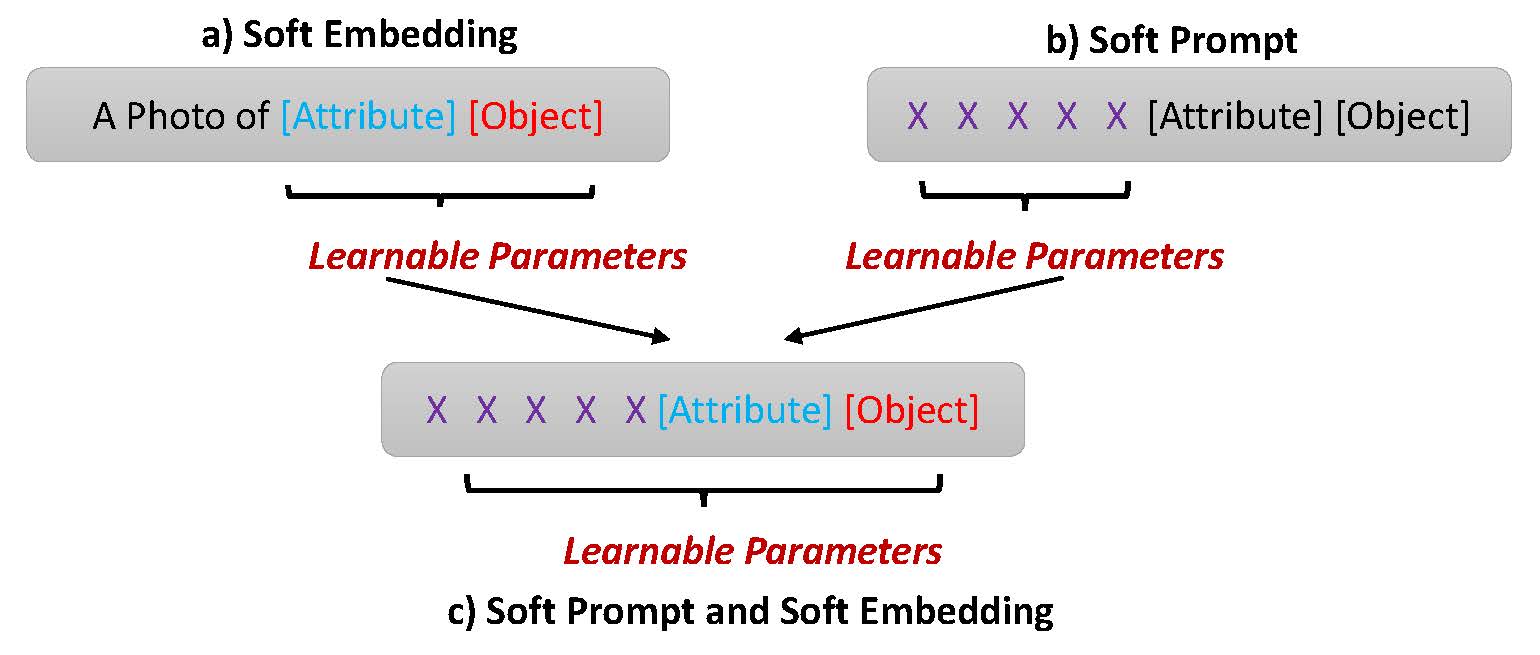 a) Soft Embedding
A Photo of [Attribute] [Object]
Learnable Parameters
b) Soft Prompt
X X X X X [Attribute] [Object]
Learnable Parameters
X X X X X [Attribute] [Object]
Learnable Parameters
c) Soft Prompt and Soft Embedding